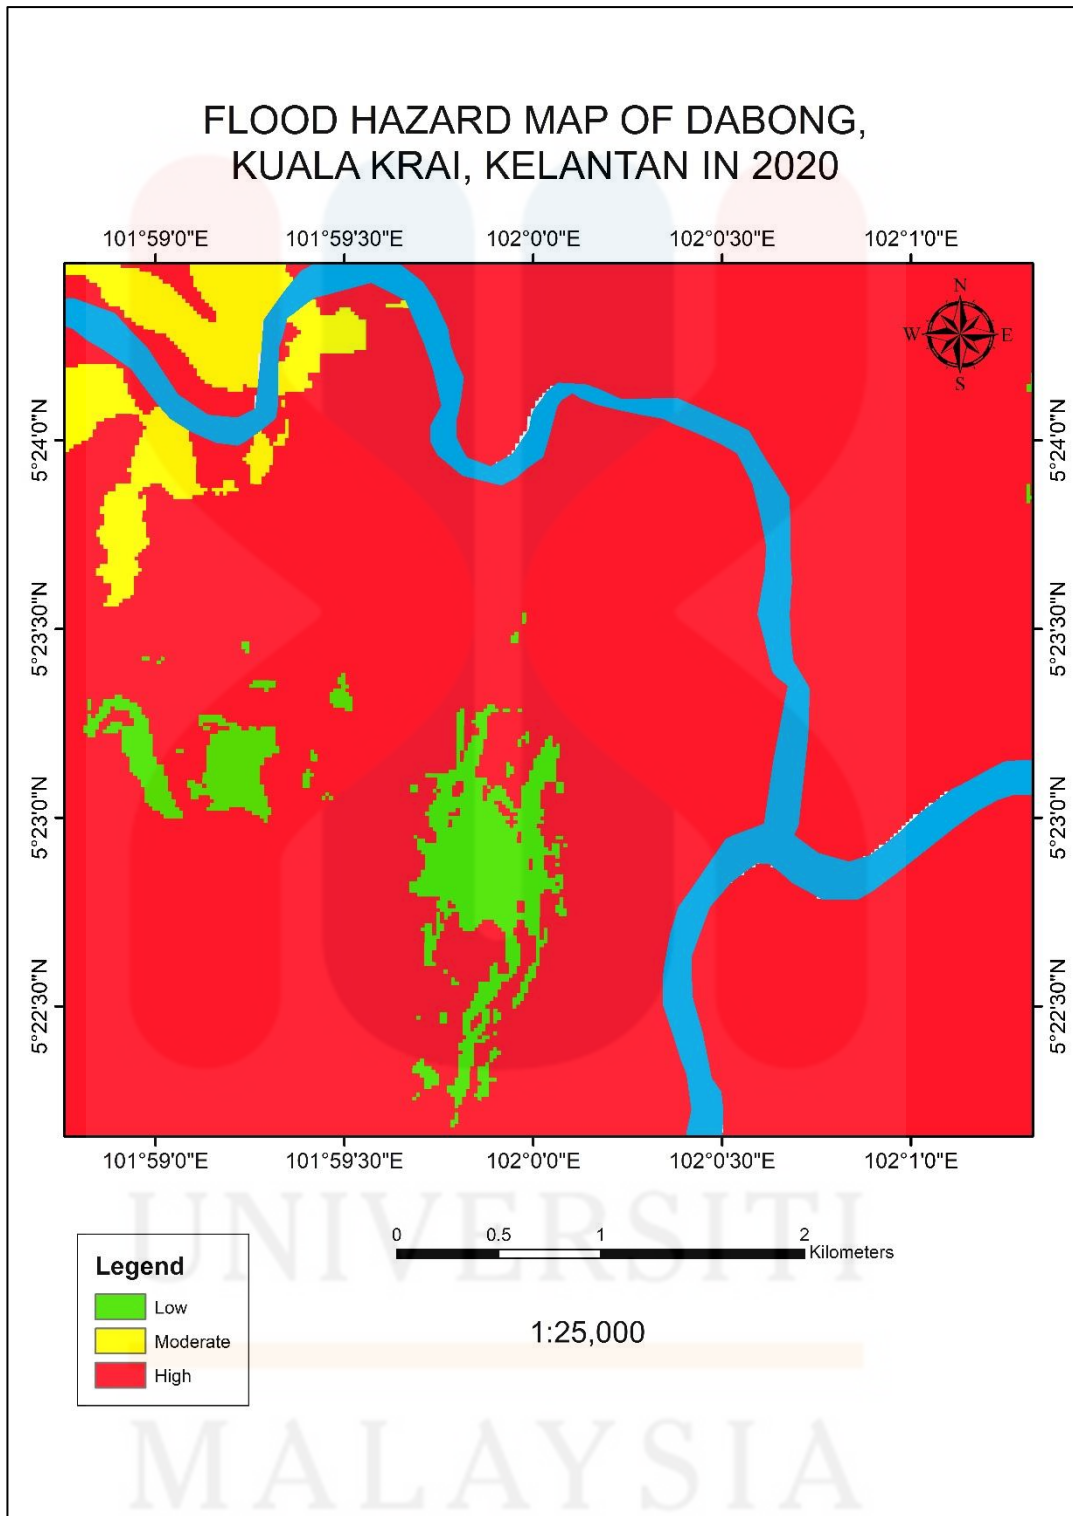 FLOOD HAZARD MAP OF DABONG,
KUALA KRAI, KELANTAN IN 2020
101°59'0"E 101°59'30"E 102°0'0"E 102°0'30"E 102°1'0"E
N
W E
S
5°24'0"N 5°24'0"N
5°23'30"N 5°23'30"N
5°23'0"N 5°23'0"N
5°22'30"N 5°22'30"N
101°59'0"E 101°59'30"E 102°0'0"E 102°0'30"E 102°1'0"E
UNIVERSITI
0 0.5 1 2
Kilometers
Legend
Low
Moderate
High
1:25,000
MALAYSIA